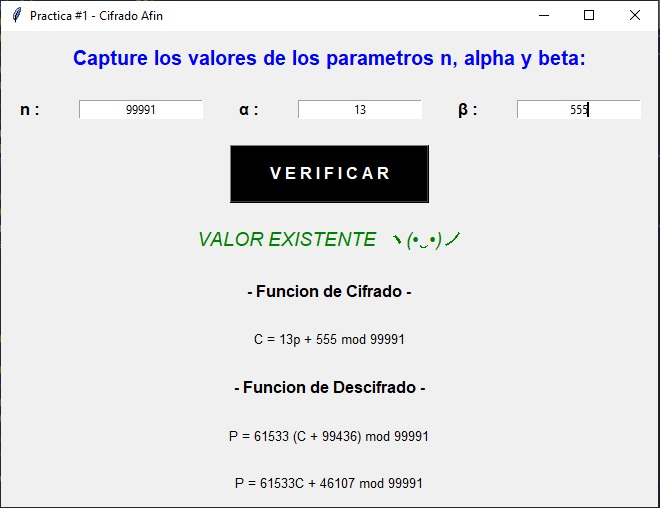 Practica #1 - Cifrado Afin
Capture los valores de los parametros n, alpha y beta:
n : 99991 α : 13 β : 555
VERIFICAR
VALOR EXISTENTE ヽ(•‿•)ノ
- Funcion de Cifrado -
C = 13p + 555 mod 99991
- Funcion de Descifrado -
P = 61533 (C + 99436) mod 99991
P = 61533C + 46107 mod 99991